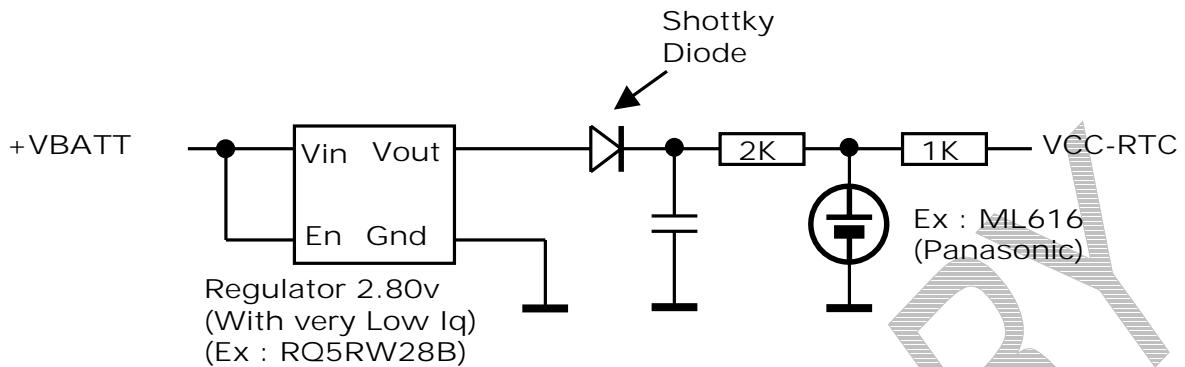 Shottky
Diode
+VBATT
Vin Vout
2K
1K
VCC-RTC
En Gnd
Ex : ML616
(Panasonic)
Regulator 2.80v
(With very Low Iq)
(Ex : RQ5RW28B)